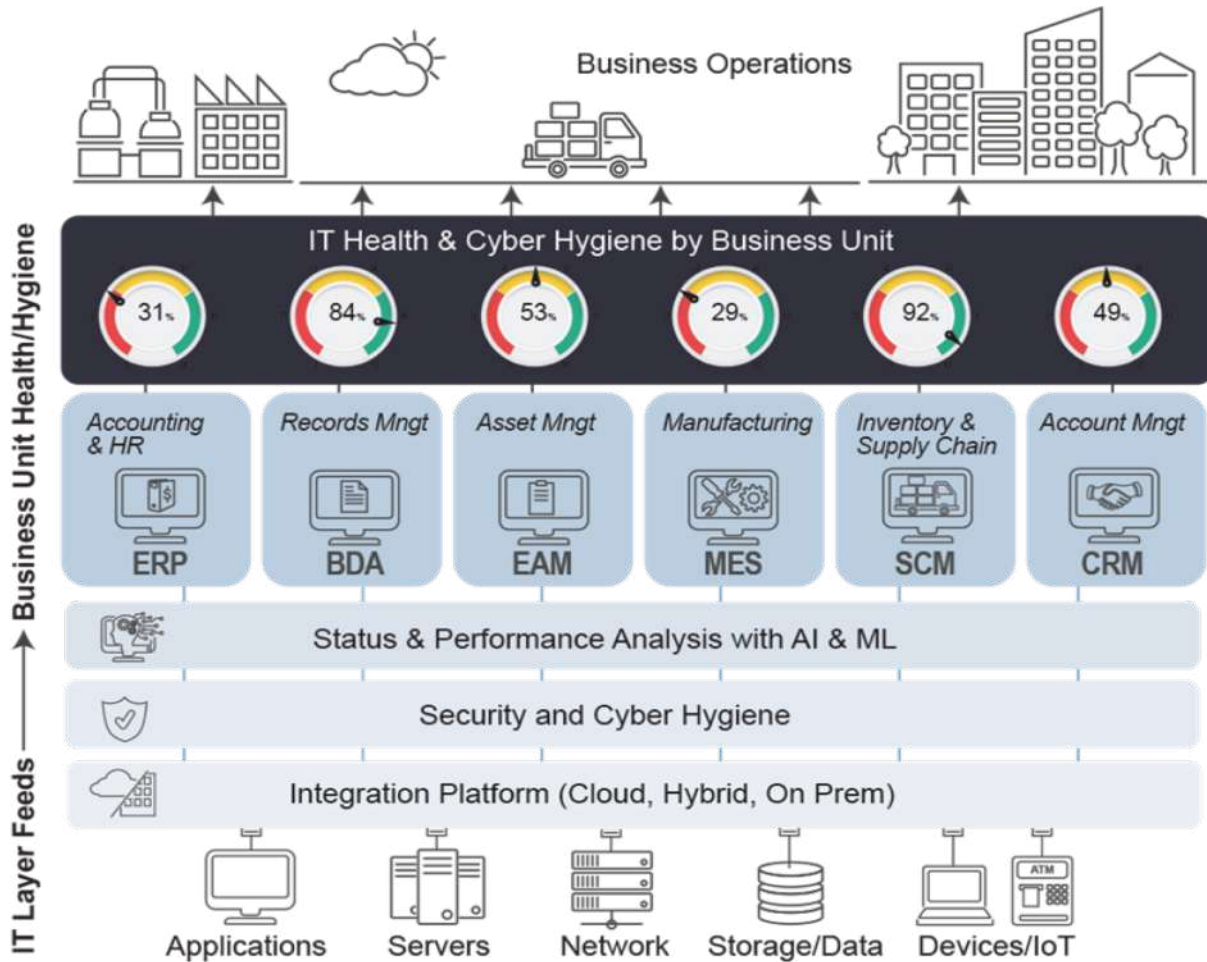 Business Operations
IT Health & Cyber Hygiene by Business Unit
31%
84%
53%
29%
92%
49%
Accounting
& HR
Records Mngt
Asset Mngt
Manufacturing
Inventory &
Supply Chain
Account Mngt
$
ERP
BDA
EAM
MES
SCM
CRM
Status & Performance Analysis with AI & ML
Security and Cyber Hygiene
Integration Platform (Cloud, Hybrid, On Prem)
ATM
Applications
Servers
Network
Storage/Data
Devices/IoT
IT Layer Feeds
Business Unit Health/Hygiene